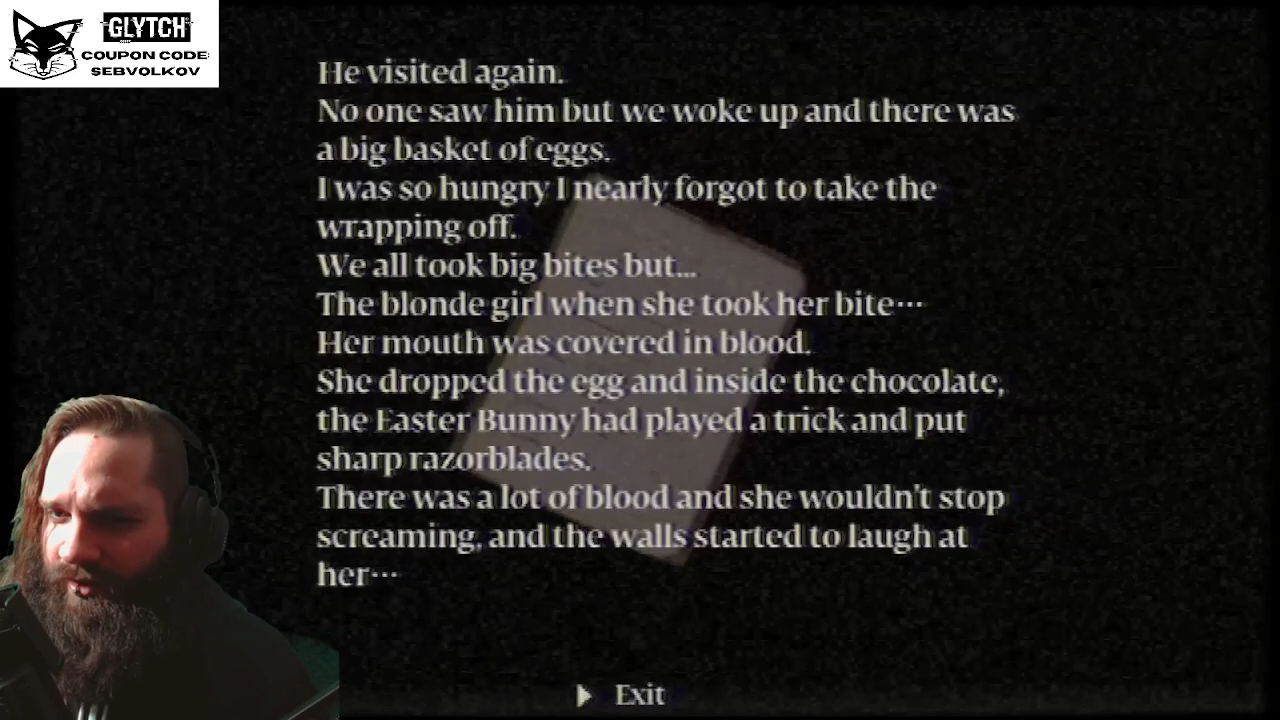 GLYTCH
COUPON CODE:
SEBVOLKOV
He visited again.
No one saw him but we woke up and there was
a big basket of eggs.
I was so hungry I nearly forgot to take the
wrapping off.
We all took big bites but...
The blonde girl when she took her bite···
Her mouth was covered in blood.
She dropped the egg and inside the chocolate,
the Easter Bunny had played a trick and put
sharp razorblades.
There was a lot of blood and she wouldn't stop
screaming, and the walls started to laugh at
her···
Exit